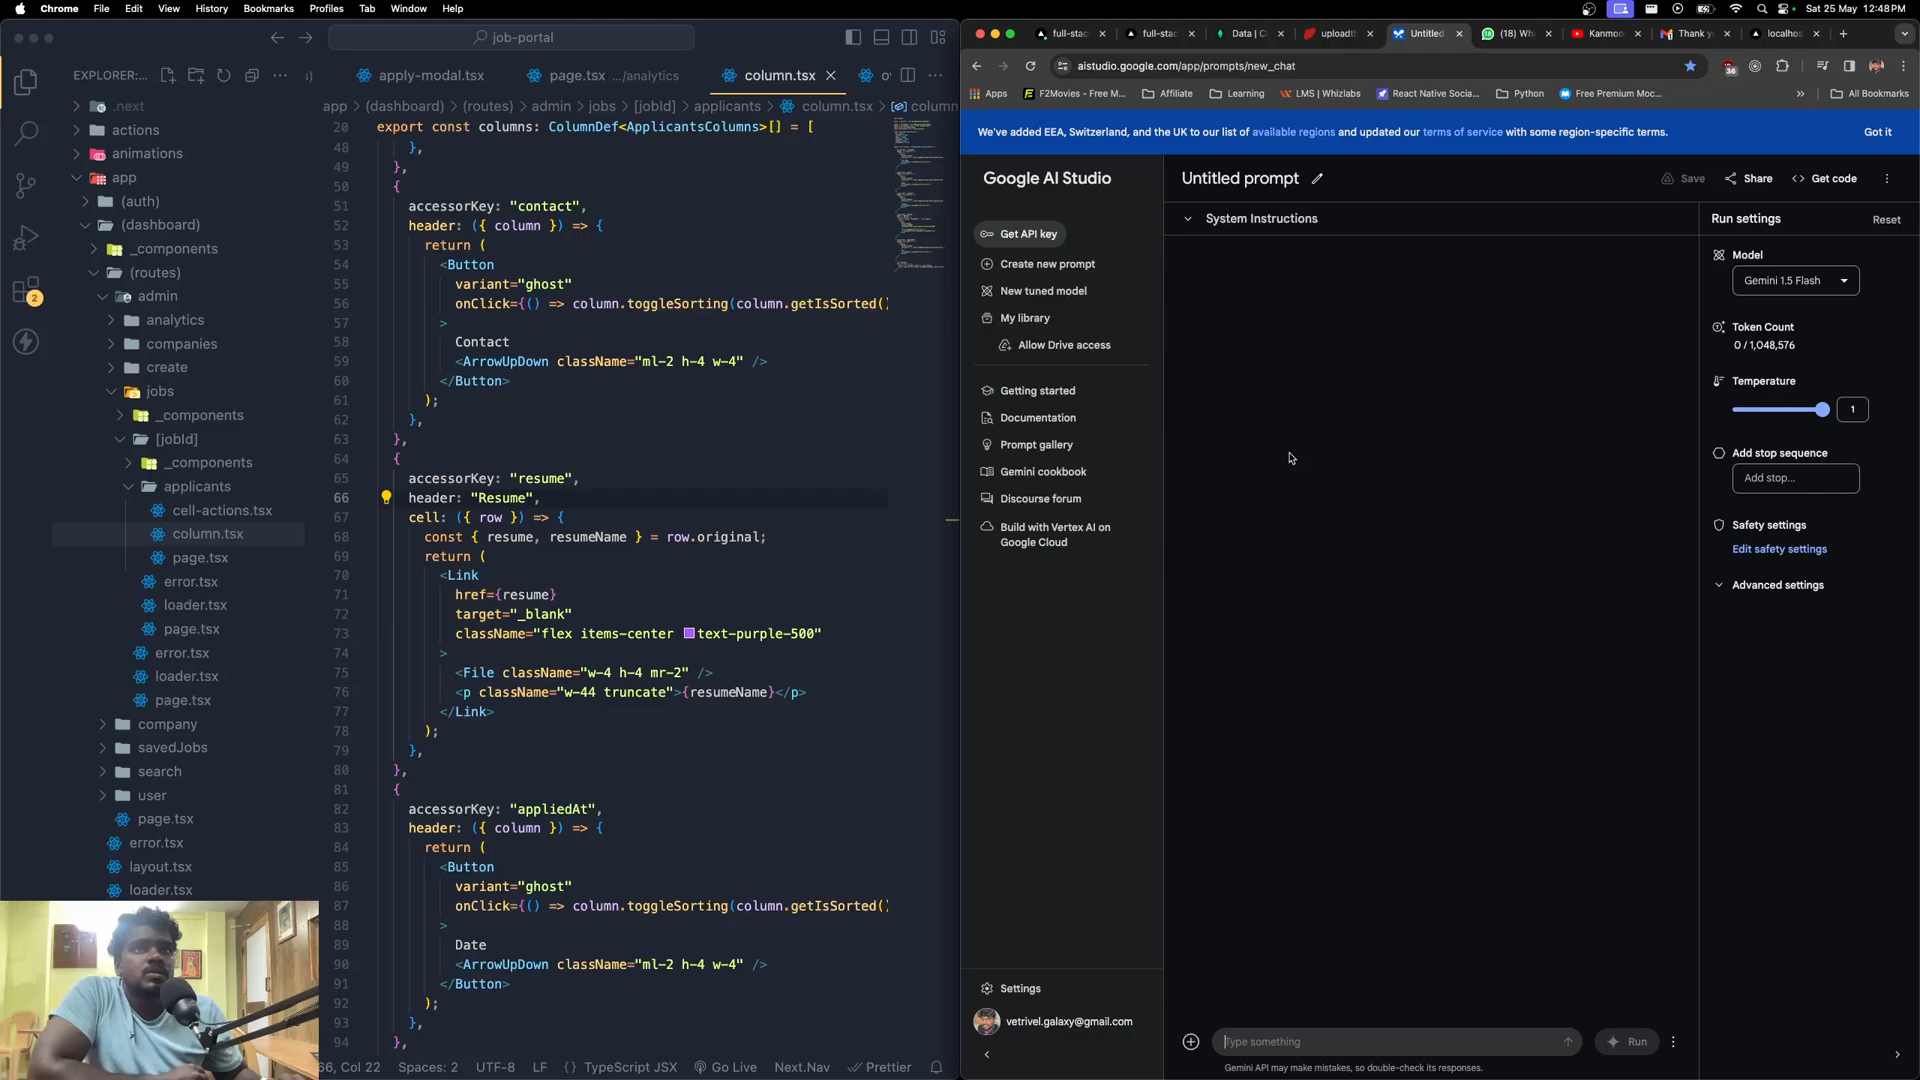 Chrome File Edit View History Bookmarks Profiles Tab Window Help
Sat 25 May 12:48PM
job-portal
EXPLORER:...
.next
actions
animations
app
(auth)
(dashboard)
_components
(routes)
admin
analytics
companies
create
jobs
_components
[jobId]
_components
applicants
cell-actions.tsx
column.tsx
page.tsx
error.tsx
loader.tsx
page.tsx
error.tsx
loader.tsx
page.tsx
company
savedJobs
search
user
page.tsx
error.tsx
layout.tsx
loader.tsx
2
apply-modal.tsx page.tsx .../analytics column.tsx
app > (dashboard) > (routes) > admin > jobs > [jobId] > applicants > column.tsx > column
20 export const columns: ColumnDef<ApplicantsColumns>[] = [
48 },
49 },
50 {
51 accessorKey: "contact",
52 header: ({ column }) => {
53 return (
54 <Button
55 variant="ghost"
56 onClick={() => column.toggleSorting(column.getIsSorted()
57 >
58 Contact
59 <ArrowUpDown className="ml-2 h-4 w-4" />
60 </Button>
61 );
62 },
63 },
64 {
65 accessorKey: "resume",
66 header: "Resume",
67 cell: ({ row }) => {
68 const { resume, resumeName } = row.original;
69 return (
70 <Link
71 href={resume}
72 target="_blank"
73 className="flex items-center text-purple-500"
74 >
75 <File className="w-4 h-4 mr-2" />
76 <p className="w-44 truncate">{resumeName}</p>
77 </Link>
78 );
79 },
80 },
81 {
82 accessorKey: "appliedAt",
83 header: ({ column }) => {
84 return (
85 <Button
86 variant="ghost"
87 onClick={() => column.toggleSorting(column.getIsSorted()
88 >
89 Date
90 <ArrowUpDown className="ml-2 h-4 w-4" />
91 </Button>
92 );
93 },
94 },
66, Col 22 Spaces: 2 UTF-8 LF {} TypeScript JSX Go Live Next.Nav Prettier
full-stac full-stac Data | C uploadth Untitled (18) Wh Kanmoo Thank y localhos
aistudio.google.com/app/prompts/new_chat
36
Apps F2Movies - Free M... Affiliate Learning LMS | Whizlabs React Native Socia... Python Free Premium Moc... All Bookmarks
We've added EEA, Switzerland, and the UK to our list of available regions and updated our terms of service with some region-specific terms. Got it
Google AI Studio
Get API key
Create new prompt
New tuned model
My library
Allow Drive access
Getting started
Documentation
Prompt gallery
Gemini cookbook
Discourse forum
Build with Vertex AI on
Google Cloud
Settings
vetrivel.galaxy@gmail.com
Untitled prompt
Save Share Get code
System Instructions
Type something
Run
Gemini API may make mistakes, so double-check its responses.
Run settings Reset
Model
Gemini 1.5 Flash
Token Count
0 / 1,048,576
Temperature
1
Add stop sequence
Add stop...
Safety settings
Edit safety settings
Advanced settings